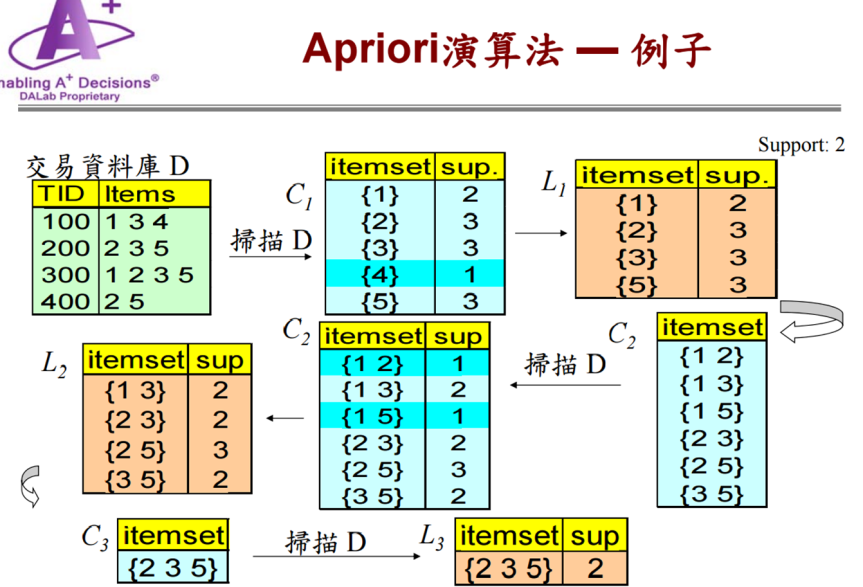 Apriori演算法 — 例子
A+
nabling A+ Decisions®
DALab Proprietary
Support: 2
交易資料庫 D
TID Items
100 1 3 4
200 2 3 5
300 1 2 3 5
400 2 5
掃描 D
C1
itemset sup.
{1} 2
{2} 3
{3} 3
{4} 1
{5} 3
L1
itemset sup.
{1} 2
{2} 3
{3} 3
{5} 3
C2
itemset
{1 2}
{1 3}
{1 5}
{2 3}
{2 5}
{3 5}
掃描 D
C2
itemset sup
{1 2} 1
{1 3} 2
{1 5} 1
{2 3} 2
{2 5} 3
{3 5} 2
L2
itemset sup
{1 3} 2
{2 3} 2
{2 5} 3
{3 5} 2
C3
itemset
{2 3 5}
掃描 D
L3
itemset sup
{2 3 5} 2